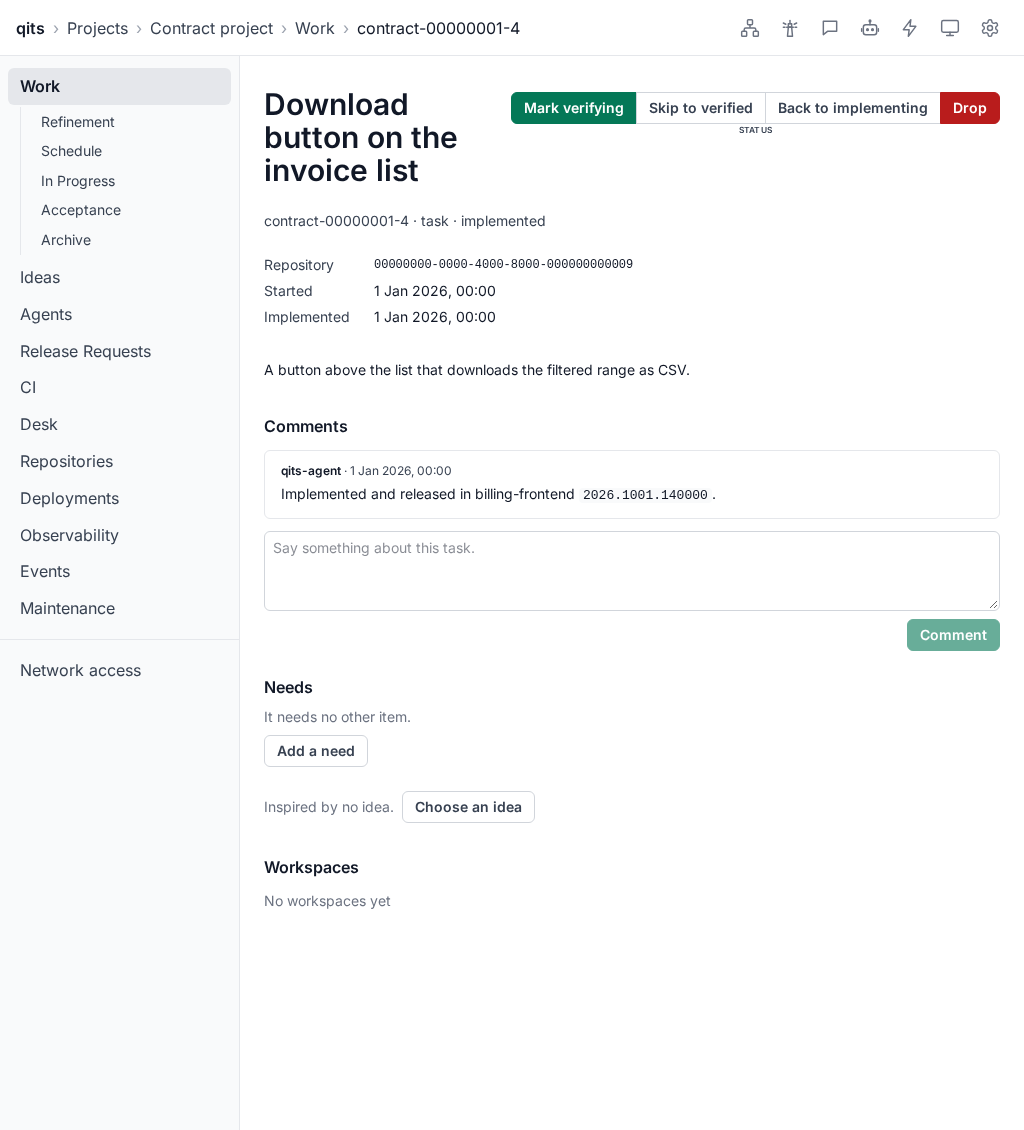 qits › Projects › Contract project › Work › contract-00000001-4
Work
Refinement
Schedule
In Progress
Acceptance
Archive
Ideas
Agents
Release Requests
CI
Desk
Repositories
Deployments
Observability
Events
Maintenance
Network access
Download
button on the
invoice list
Mark verifying
Skip to verified
Back to implementing
Drop
STATUS
contract-00000001-4 · task · implemented
Repository 00000000-0000-4000-8000-000000000009
Started 1 Jan 2026, 00:00
Implemented 1 Jan 2026, 00:00
A button above the list that downloads the filtered range as CSV.
Comments
qits-agent · 1 Jan 2026, 00:00
Implemented and released in billing-frontend 2026.1001.140000.
Say something about this task.
Comment
Needs
It needs no other item.
Add a need
Inspired by no idea. Choose an idea
Workspaces
No workspaces yet